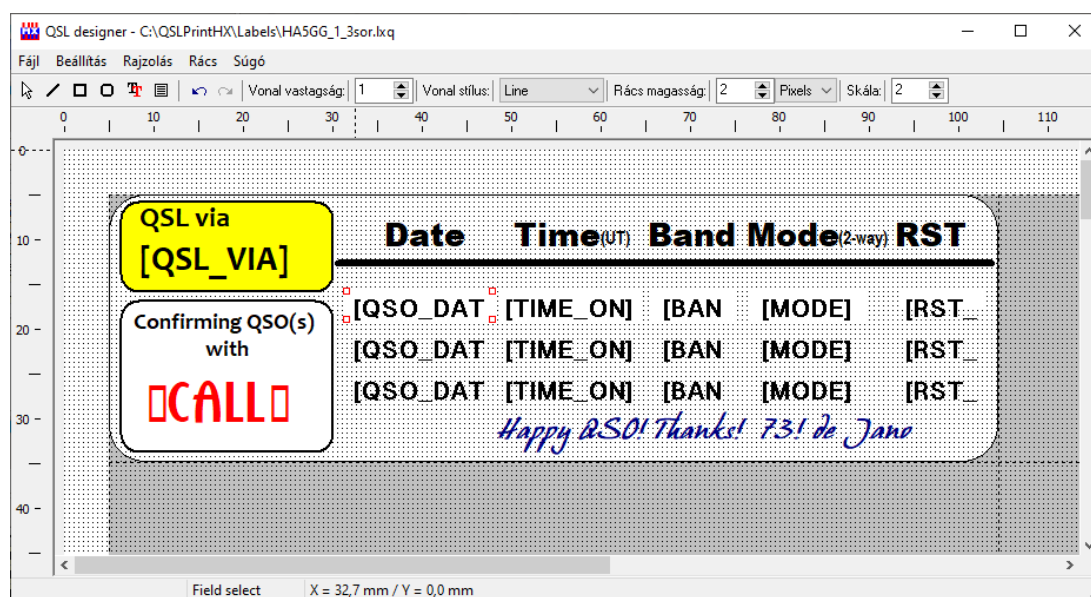 QSL designer - C:\QSLPrintHX\Labels\HA5GG_1_3sor.lxq
Fájl Beállítás Rajzolás Rács Súgó
Vonal vastagság: 1 Vonal stílus: Line Rács magasság: 2 Pixels Skála: 2
0 10 20 30 40 50 60 70 80 90 100 110
0
10
20
30
40
QSL via
[QSL_VIA]
Date Time(UT) Band Mode(2-way) RST
Confirming QSO(s)
with
CALL
[QSO_DAT [TIME_ON] [BAN [MODE] [RST_
[QSO_DAT [TIME_ON] [BAN [MODE] [RST_
[QSO_DAT [TIME_ON] [BAN [MODE] [RST_
Happy QSO! Thanks! 73! de Jano
Field select X = 32,7 mm / Y = 0,0 mm